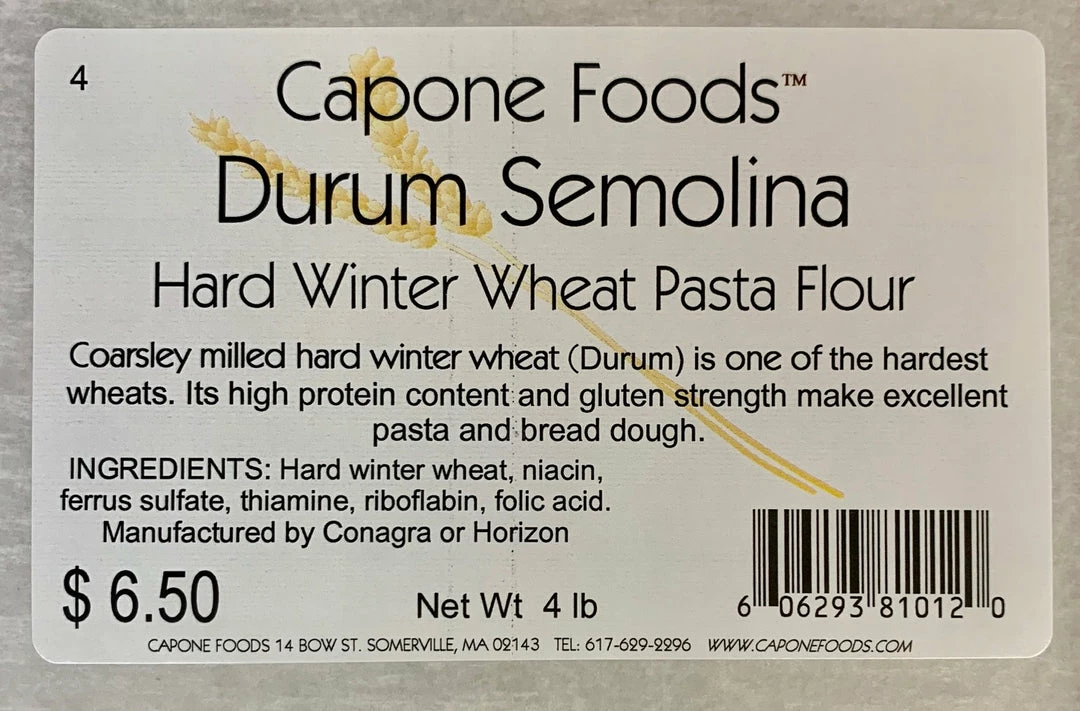 4
Capone Foods™
Durum Semolina
Hard Winter Wheat Pasta Flour
Coarsley milled hard winter wheat (Durum) is one of the hardest
wheats. Its high protein content and gluten strength make excellent
pasta and bread dough.
INGREDIENTS: Hard winter wheat, niacin,
ferrus sulfate, thiamine, riboflabin, folic acid.
Manufactured by Conagra or Horizon
$ 6.50
Net Wt 4 lb
6 06293 81012 0
CAPONE FOODS 14 BOW ST. SOMERVILLE, MA 02143 TEL: 617-629-2296 WWW.CAPONEFOODS.COM